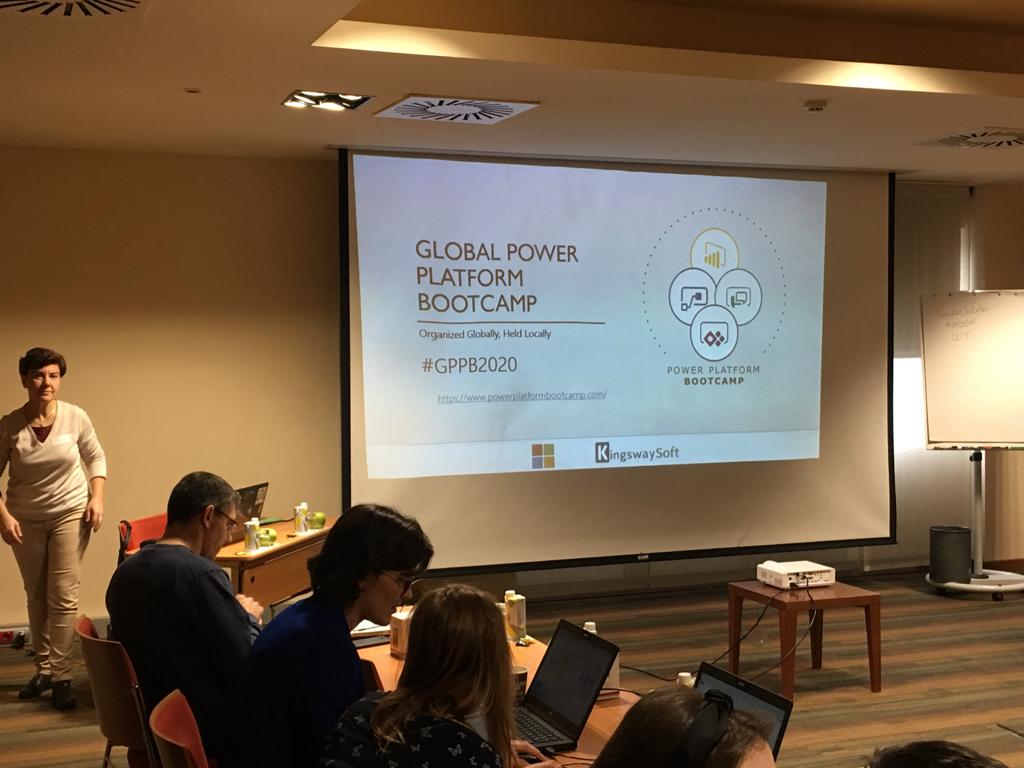 GLOBAL POWER
PLATFORM
BOOTCAMP
Organized Globally, Held Locally
#GPPB2020
https://www.powerplatformbootcamp.com/
POWER PLATFORM
BOOTCAMP
KingswaySoft